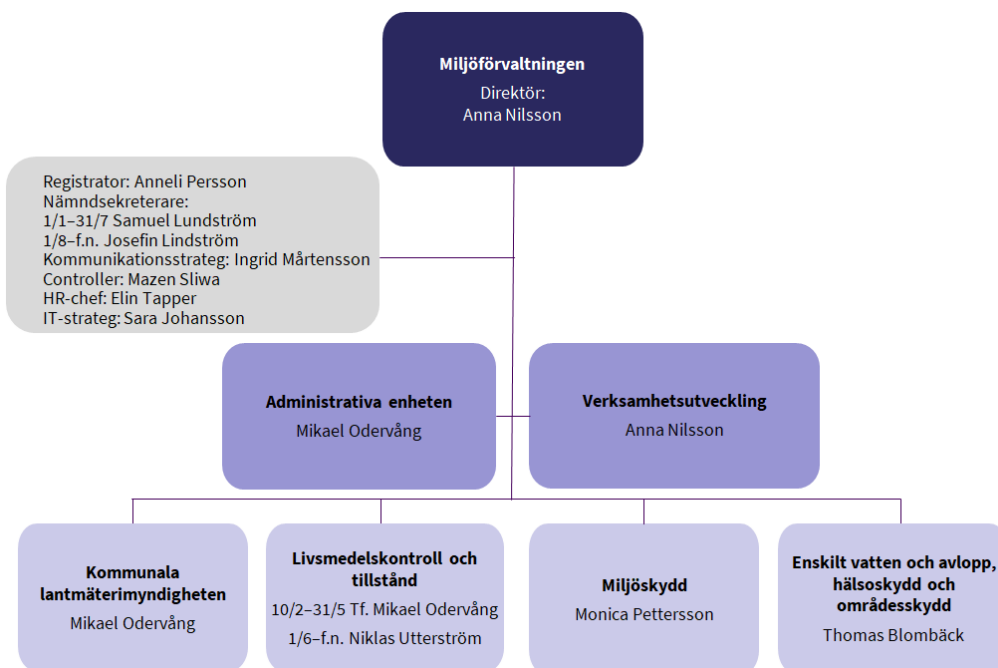 Miljöförvaltningen
Direktör:
Anna Nilsson
Registrator: Anneli Persson
Nämndsekreterare:
1/1–31/7 Samuel Lundström
1/8–f.n. Josefin Lindström
Kommunikationsstrateg: Ingrid Mårtensson
Controller: Mazen Sliwa
HR-chef: Elin Tapper
IT-strateg: Sara Johansson
Administrativa enheten
Mikael Odervång
Verksamhetsutveckling
Anna Nilsson
Kommunala
lantmäterimyndigheten
Mikael Odervång
Livsmedelskontroll och
tillstånd
10/2–31/5 Tf. Mikael Odervång
1/6–f.n. Niklas Utterström
Miljöskydd
Monica Pettersson
Enskilt vatten och avlopp,
hälsoskydd och
områdesskydd
Thomas Blombäck